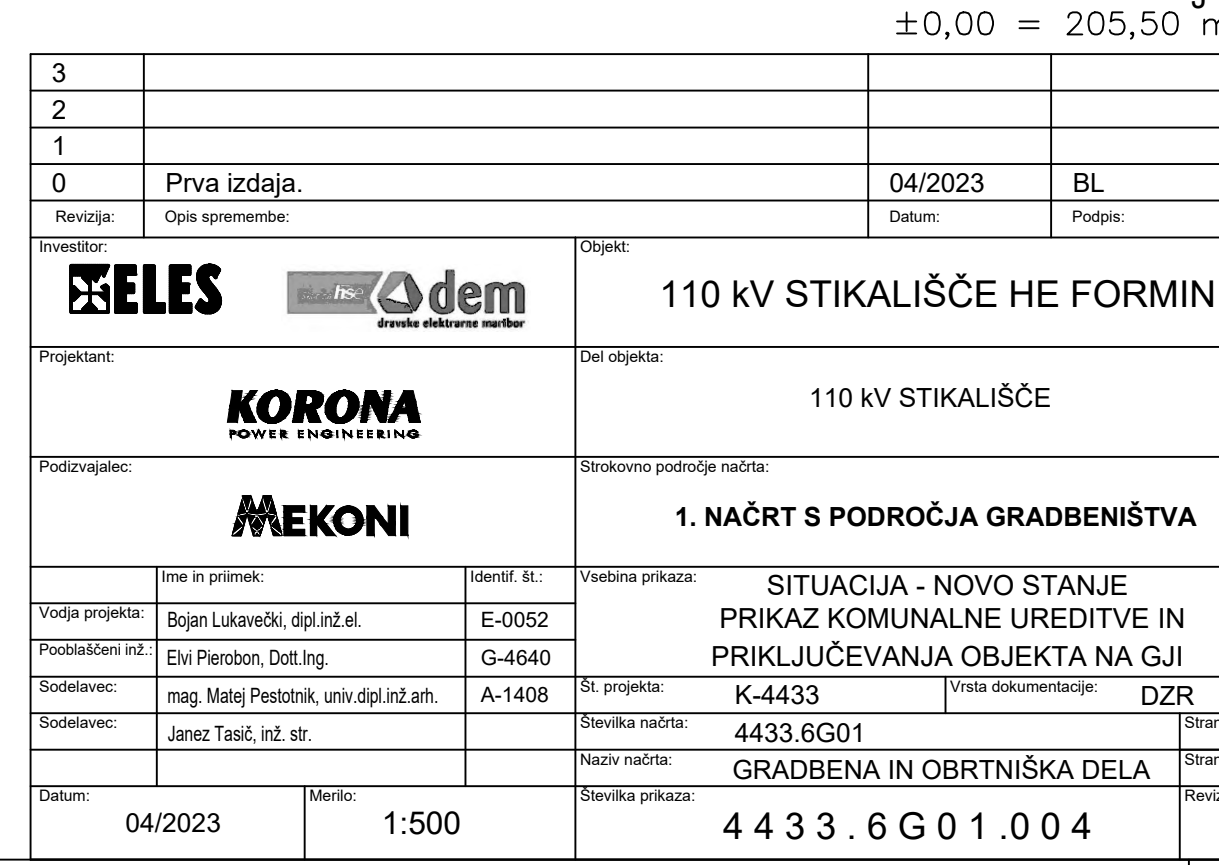 ±0,00 = 205,50
3
2
1
0 Prva izdaja. 04/2023 BL
Revizija: Opis spremembe: Datum: Podpis:
Investitor:
ELES
hse dem
dravske elektrarne maribor
Objekt:
110 kV STIKALIŠČE HE FORMIN
Projektant:
KORONA
POWER ENGINEERING
Del objekta:
110 kV STIKALIŠČE
Podizvajalec:
MEKONI
Strokovno področje načrta:
1. NAČRT S PODROČJA GRADBENIŠTVA
Ime in priimek: Identif. št.:
Vodja projekta: Bojan Lukavečki, dipl.inž.el. E-0052
Pooblaščeni inž.: Elvi Pierobon, Dott.Ing. G-4640
Sodelavec: mag. Matej Pestotnik, univ.dipl.inž.arh. A-1408
Sodelavec: Janez Tasič, inž. str.
Vsebina prikaza:
SITUACIJA - NOVO STANJE
PRIKAZ KOMUNALNE UREDITVE IN
PRIKLJUČEVANJA OBJEKTA NA GJI
Št. projekta: K-4433 Vrsta dokumentacije: DZR
Številka načrta: 4433.6G01 Stran
Naziv načrta: GRADBENA IN OBRTNIŠKA DELA Stran
Datum: 04/2023 Merilo: 1:500
Številka prikaza: 4433.6G01.004 Reviz